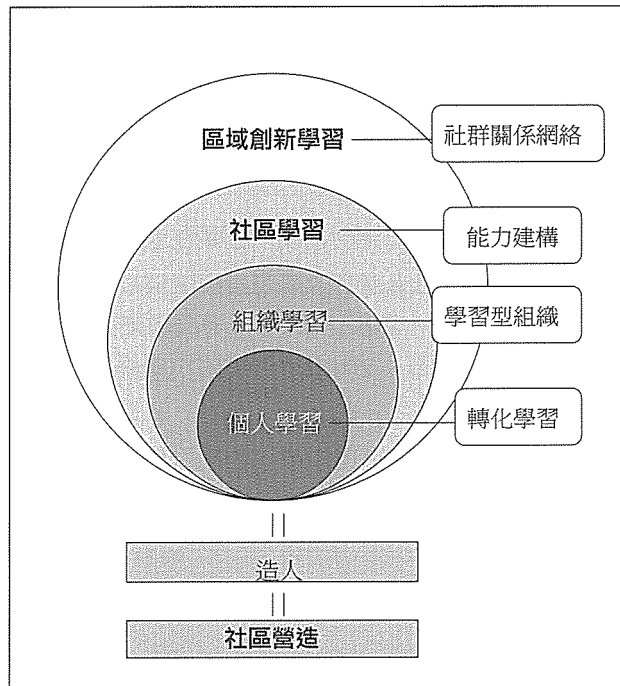 區域創新學習
社群關係網絡
社區學習
能力建構
組織學習
學習型組織
個人學習
轉化學習
造人
社區營造